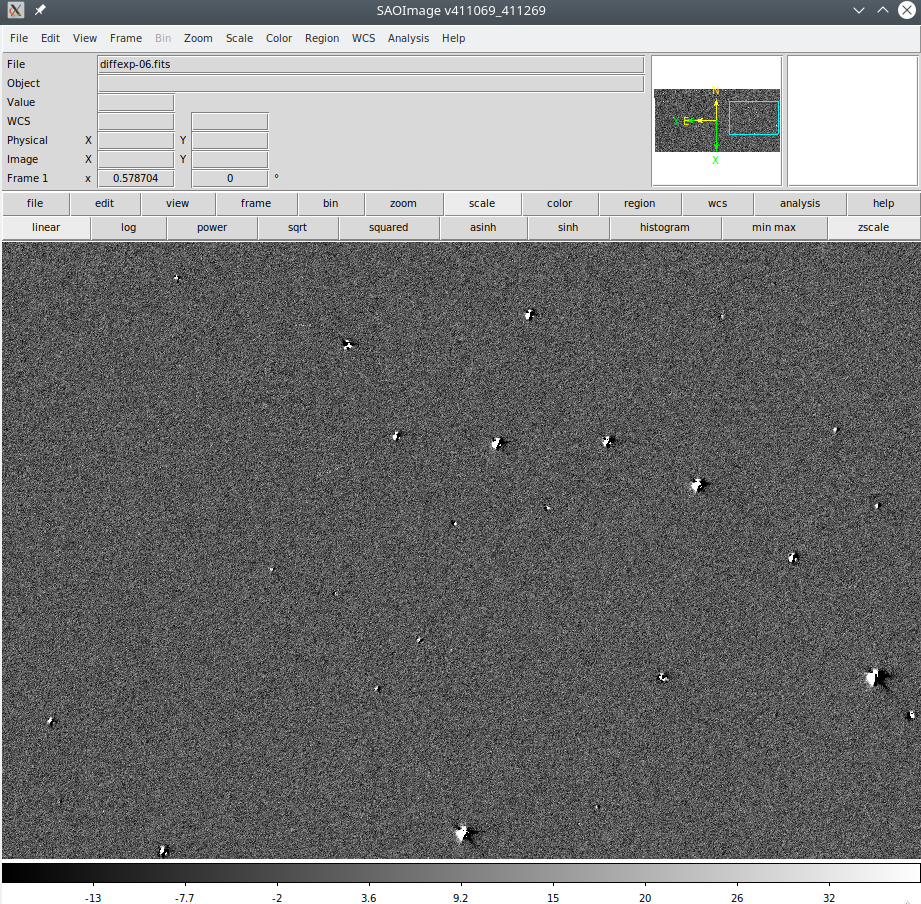 SAOImage v411069_411269
File Edit View Frame Bin Zoom Scale Color Region WCS Analysis Help
File diffexp-06.fits
Object
Value
WCS
Physical X Y
Image X Y
Frame 1 x 0.578704 0 °
N
X E
X
file edit view frame bin zoom scale color region wcs analysis help
linear log power sqrt squared asinh sinh histogram min max zscale
-13 -7.7 -2 3.6 9.2 15 20 26 32